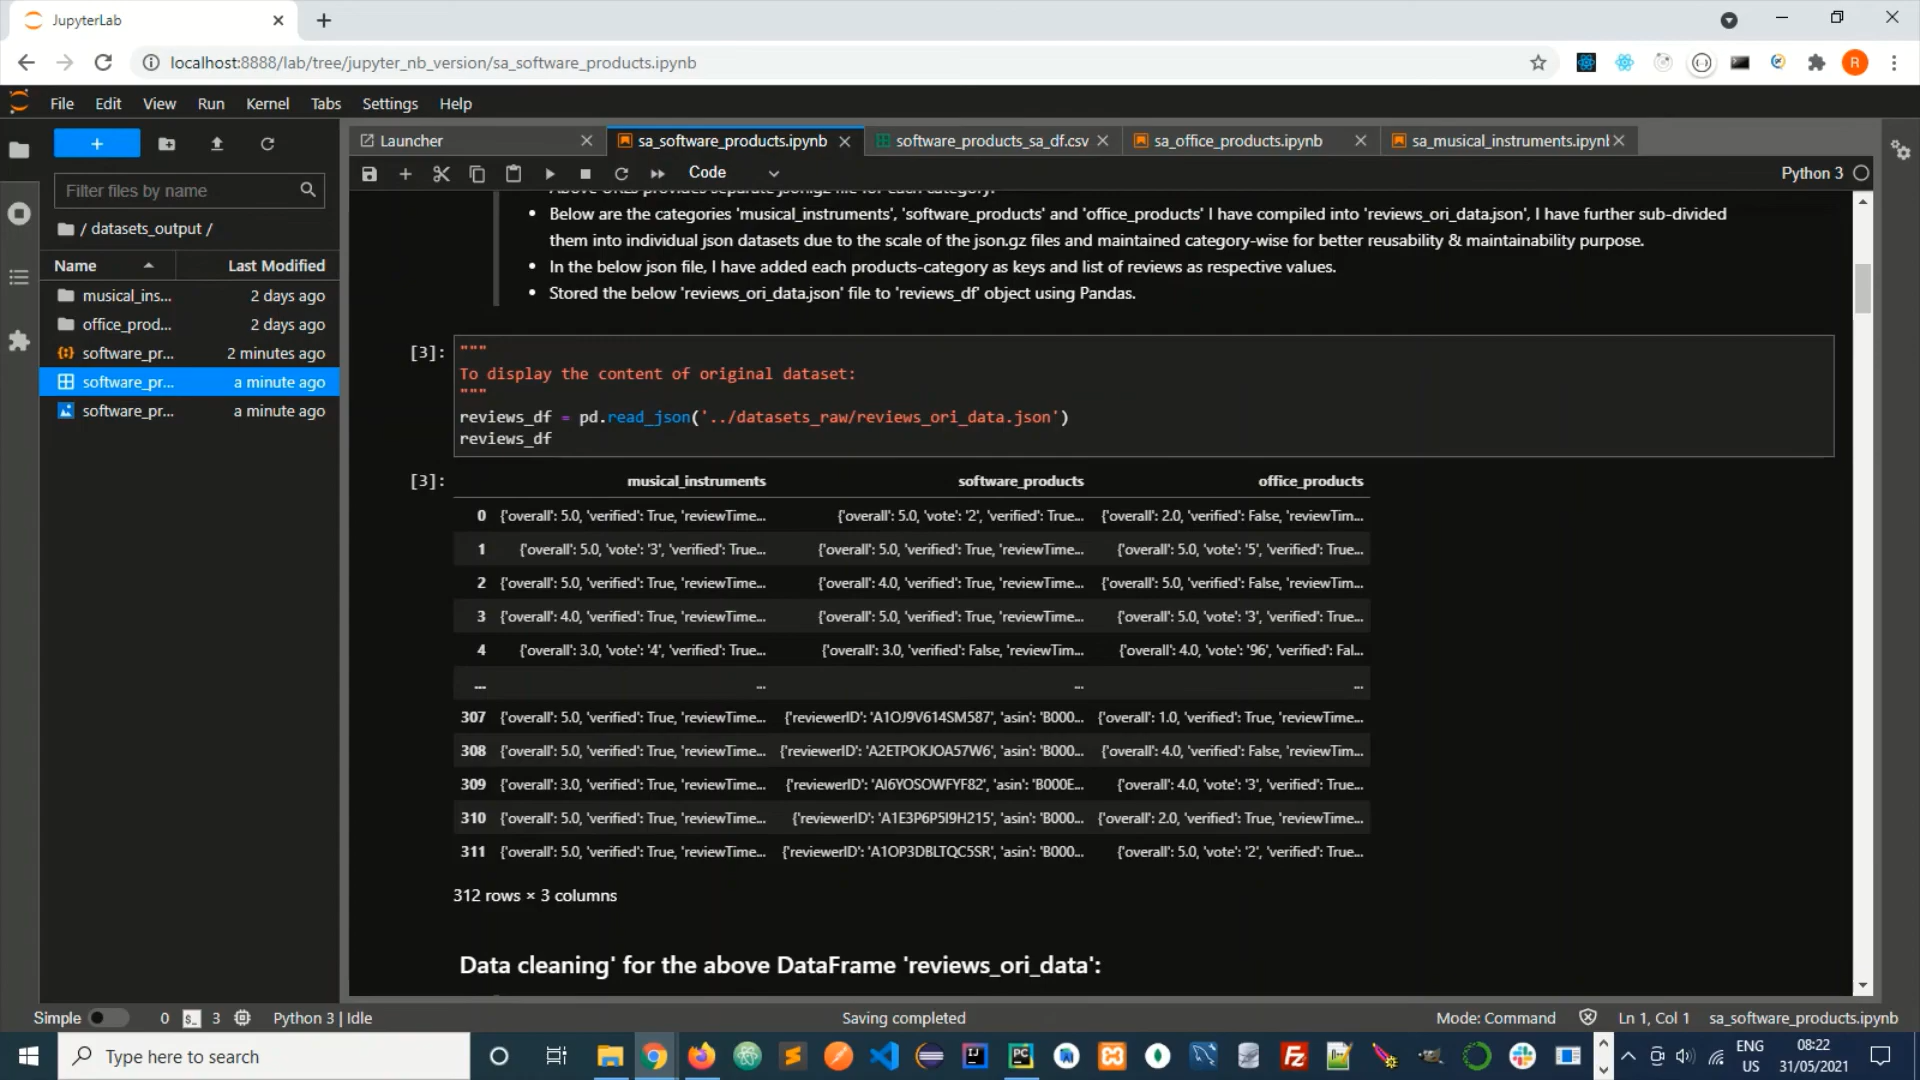 JupyterLab
localhost:8888/lab/tree/jupyter_nb_version/sa_software_products.ipynb
R
File Edit View Run Kernel Tabs Settings Help
Launcher
sa_software_products.ipynb
software_products_sa_df.csv
sa_office_products.ipynb
sa_musical_instruments.ipynl
Code
Python 3
Filter files by name
/ datasets_output /
Name Last Modified
musical_ins... 2 days ago
office_prod... 2 days ago
software_pr... 2 minutes ago
software_pr... a minute ago
software_pr... a minute ago
Above URLs provides separate json.gz file for each category.
• Below are the categories 'musical_instruments', 'software_products' and 'office_products' I have compiled into 'reviews_ori_data.json', I have further sub-divided
them into individual json datasets due to the scale of the json.gz files and maintained category-wise for better reusability & maintainability purpose.
• In the below json file, I have added each products-category as keys and list of reviews as respective values.
• Stored the below 'reviews_ori_data.json' file to 'reviews_df' object using Pandas.
[3]: """
To display the content of original dataset:
"""
reviews_df = pd.read_json('../datasets_raw/reviews_ori_data.json')
reviews_df
[3]: musical_instruments software_products office_products
0 {'overall': 5.0, 'verified': True, 'reviewTime... {'overall': 5.0, 'vote': '2', 'verified': True... {'overall': 2.0, 'verified': False, 'reviewTim...
1 {'overall': 5.0, 'vote': '3', 'verified': True... {'overall': 5.0, 'verified': True, 'reviewTime... {'overall': 5.0, 'vote': '5', 'verified': True...
2 {'overall': 5.0, 'verified': True, 'reviewTime... {'overall': 4.0, 'verified': True, 'reviewTime... {'overall': 5.0, 'verified': False, 'reviewTim...
3 {'overall': 4.0, 'verified': True, 'reviewTime... {'overall': 5.0, 'verified': True, 'reviewTime... {'overall': 5.0, 'vote': '3', 'verified': True...
4 {'overall': 3.0, 'vote': '4', 'verified': True... {'overall': 3.0, 'verified': False, 'reviewTim... {'overall': 4.0, 'vote': '96', 'verified': Fal...
... ... ... ...
307 {'overall': 5.0, 'verified': True, 'reviewTime... {'reviewerID': 'A1OJ9V614SM587', 'asin': 'B000... {'overall': 1.0, 'verified': True, 'reviewTime...
308 {'overall': 5.0, 'verified': True, 'reviewTime... {'reviewerID': 'A2ETPOKJOA57W6', 'asin': 'B000... {'overall': 4.0, 'verified': False, 'reviewTim...
309 {'overall': 3.0, 'verified': True, 'reviewTime... {'reviewerID': 'AI6YOSOWFYF82', 'asin': 'B000E... {'overall': 4.0, 'vote': '3', 'verified': True...
310 {'overall': 5.0, 'verified': True, 'reviewTime... {'reviewerID': 'A1E3P6P5I9H215', 'asin': 'B000... {'overall': 2.0, 'verified': True, 'reviewTime...
311 {'overall': 5.0, 'verified': True, 'reviewTime... {'reviewerID': 'A1OP3DBLTQC5SR', 'asin': 'B000... {'overall': 5.0, 'vote': '2', 'verified': True...
312 rows × 3 columns
Data cleaning' for the above DataFrame 'reviews_ori_data':
Simple 0 3 Python 3 | Idle Saving completed Mode: Command Ln 1, Col 1 sa_software_products.ipynb
Type here to search
ENG
US
08:22
31/05/2021